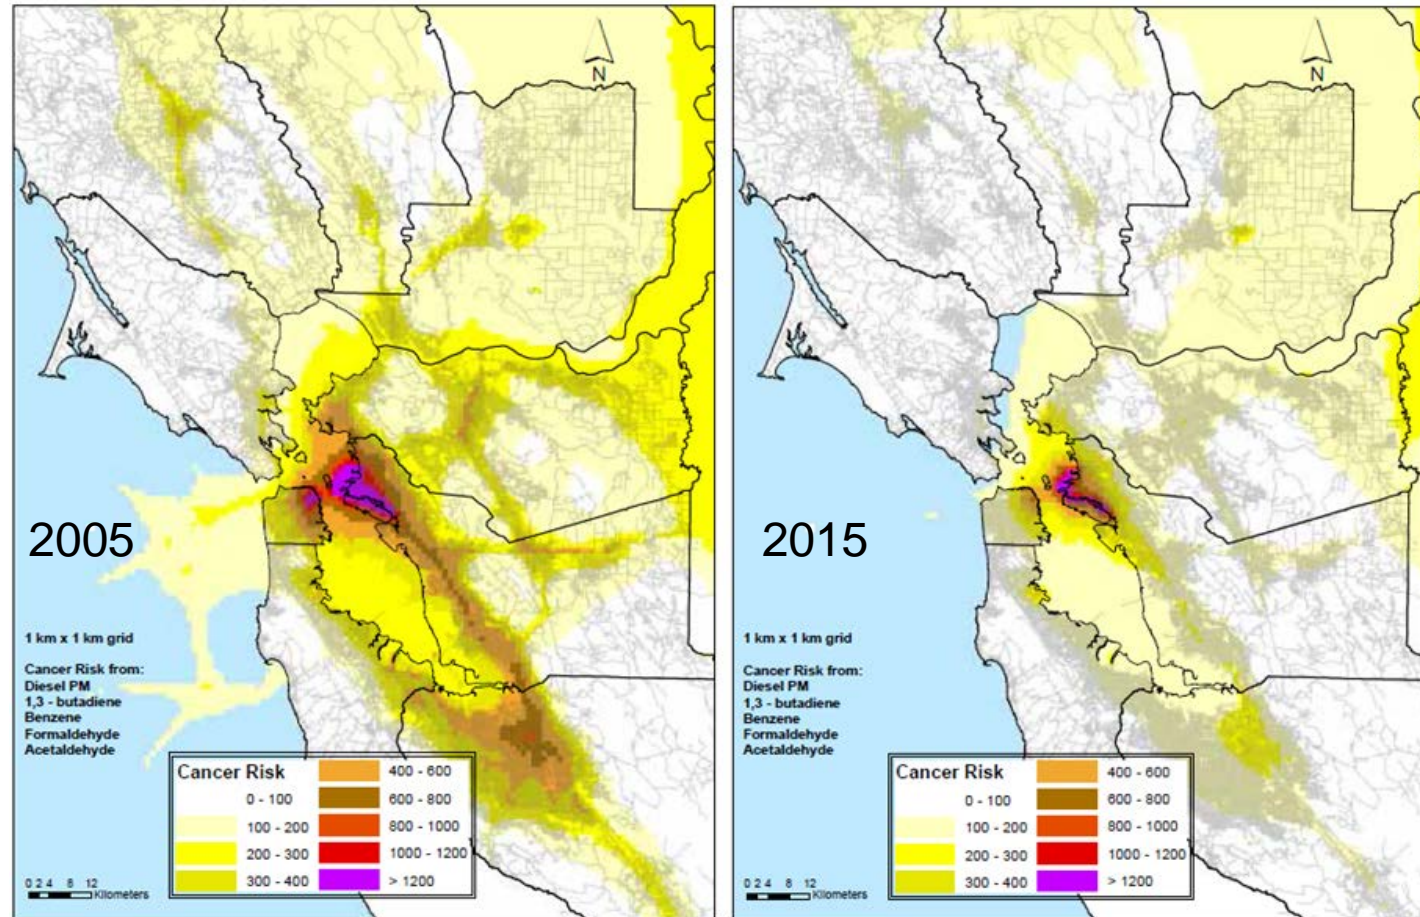 N
2005
1 km x 1 km grid
Cancer Risk from:
Diesel PM
1,3 - butadiene
Benzene
Formaldehyde
Acetaldehyde
Cancer Risk
0 - 100
100 - 200
200 - 300
300 - 400
400 - 600
600 - 800
800 - 1000
1000 - 1200
> 1200
0 2 4 8 12
Kilometers
N
2015
1 km x 1 km grid
Cancer Risk from:
Diesel PM
1,3 - butadiene
Benzene
Formaldehyde
Acetaldehyde
Cancer Risk
0 - 100
100 - 200
200 - 300
300 - 400
400 - 600
600 - 800
800 - 1000
1000 - 1200
> 1200
0 2 4 8 12
Kilometers